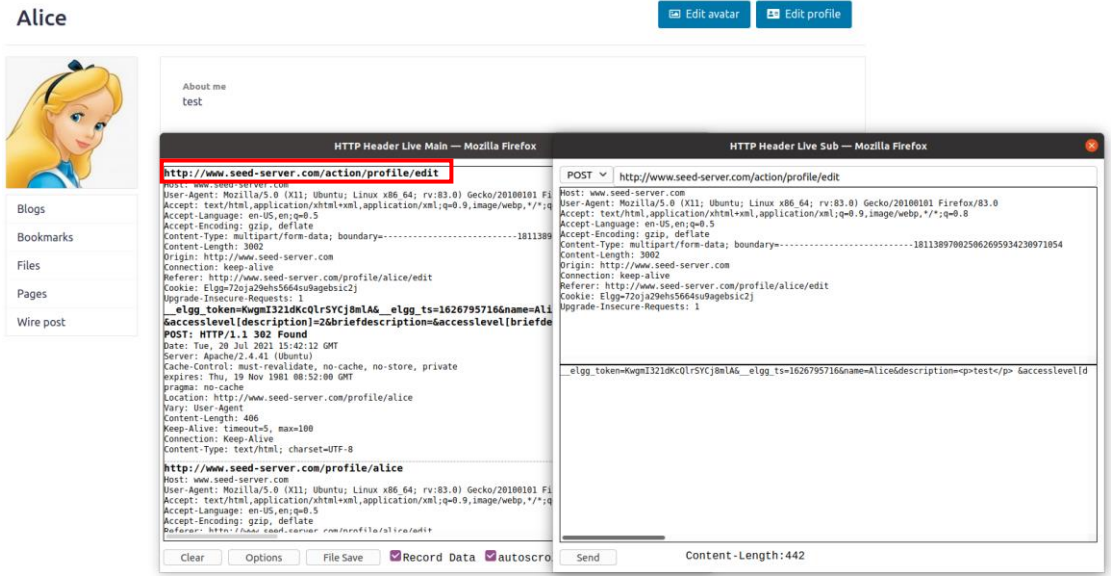 Alice
Edit avatar
Edit profile
About me
test
Blogs
Bookmarks
Files
Pages
Wire post
HTTP Header Live Main — Mozilla Firefox
http://www.seed-server.com/action/profile/edit
Host: www.seed-server.com
User-Agent: Mozilla/5.0 (X11; Ubuntu; Linux x86_64; rv:83.0) Gecko/20100101 Fi
Accept: text/html,application/xhtml+xml,application/xml;q=0.9,image/webp,*/*;q
Accept-Language: en-US,en;q=0.5
Accept-Encoding: gzip, deflate
Content-Type: multipart/form-data; boundary=---------------------------1811389
Content-Length: 3002
Origin: http://www.seed-server.com
Connection: keep-alive
Referer: http://www.seed-server.com/profile/alice/edit
Cookie: Elgg=72oja29ehs5664su9agebsic2j
Upgrade-Insecure-Requests: 1
__elgg_token=KwgmI321dKcQlrSYCj8mlA&__elgg_ts=1626795716&name=Ali
&accesslevel[description]=2&briefdescription=&accesslevel[briefde
POST: HTTP/1.1 302 Found
Date: Tue, 20 Jul 2021 15:42:12 GMT
Server: Apache/2.4.41 (Ubuntu)
Cache-Control: must-revalidate, no-cache, no-store, private
expires: Thu, 19 Nov 1981 08:52:00 GMT
pragma: no-cache
Location: http://www.seed-server.com/profile/alice
Vary: User-Agent
Content-Length: 406
Keep-Alive: timeout=5, max=100
Connection: Keep-Alive
Content-Type: text/html; charset=UTF-8
http://www.seed-server.com/profile/alice
Host: www.seed-server.com
User-Agent: Mozilla/5.0 (X11; Ubuntu; Linux x86_64; rv:83.0) Gecko/20100101 Fi
Accept: text/html,application/xhtml+xml,application/xml;q=0.9,image/webp,*/*;q
Accept-Language: en-US,en;q=0.5
Accept-Encoding: gzip, deflate
Referer: http://www.seed-server.com/profile/alice/edit
Clear
Options
File Save
Record Data
autoscro
HTTP Header Live Sub — Mozilla Firefox
POST
http://www.seed-server.com/action/profile/edit
Host: www.seed-server.com
User-Agent: Mozilla/5.0 (X11; Ubuntu; Linux x86_64; rv:83.0) Gecko/20100101 Firefox/83.0
Accept: text/html,application/xhtml+xml,application/xml;q=0.9,image/webp,*/*;q=0.8
Accept-Language: en-US,en;q=0.5
Accept-Encoding: gzip, deflate
Content-Type: multipart/form-data; boundary=---------------------------181138970025062695934230971054
Content-Length: 3002
Origin: http://www.seed-server.com
Connection: keep-alive
Referer: http://www.seed-server.com/profile/alice/edit
Cookie: Elgg=72oja29ehs5664su9agebsic2j
Upgrade-Insecure-Requests: 1
__elgg_token=KwgmI321dKcQlrSYCj8mlA&__elgg_ts=1626795716&name=Alice&description=<p>test</p> &accesslevel[d
Send
Content-Length:442